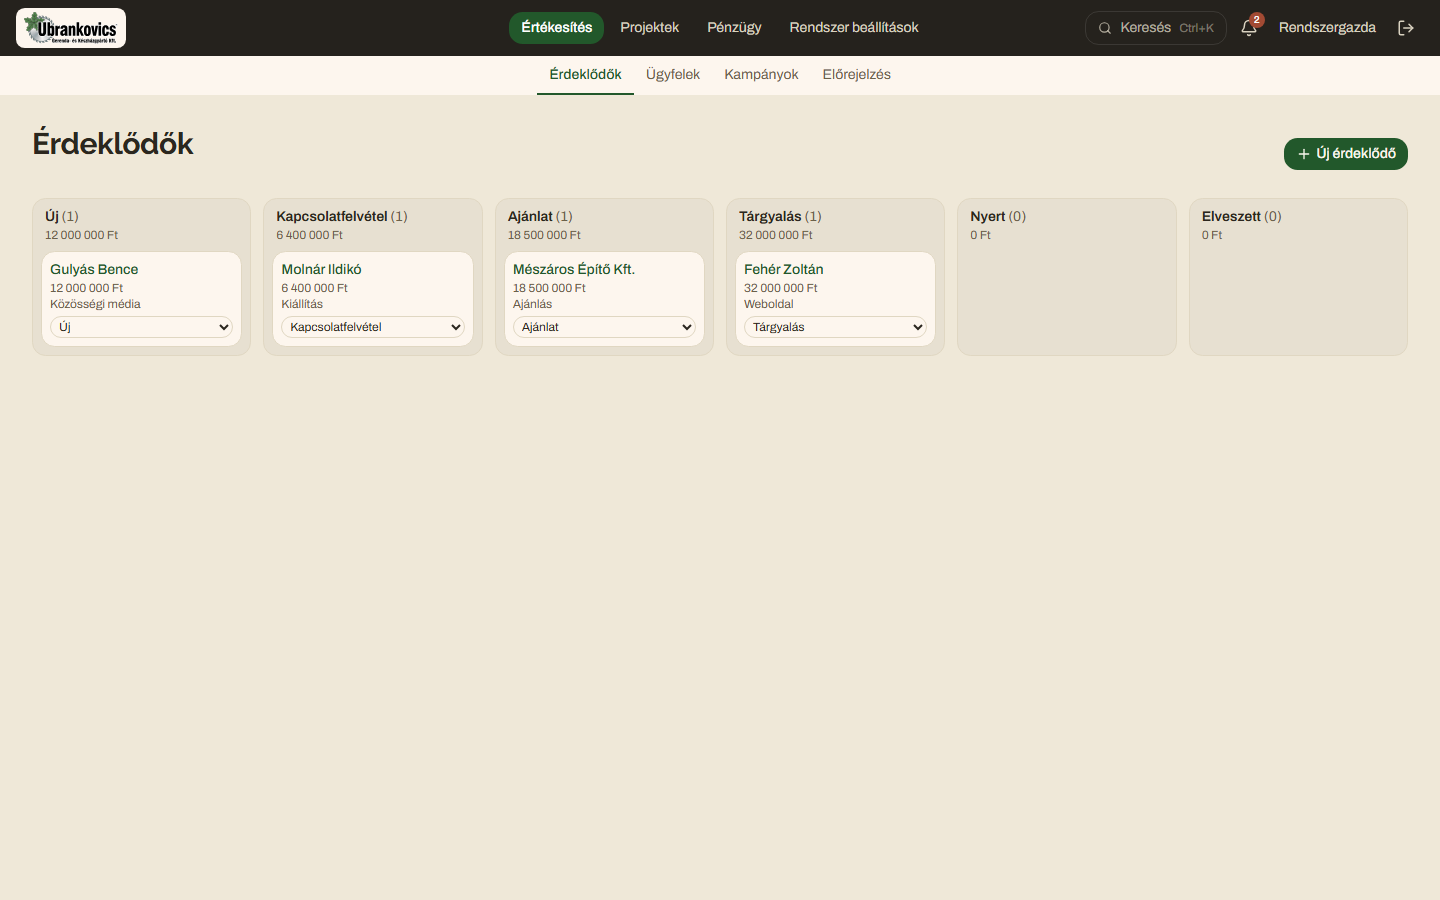 Ubrankovics
Gerenda- és Készházgyártó Kft.
Értékesítés
Projektek
Pénzügy
Rendszer beállítások
Keresés Ctrl+K
2
Rendszergazda
Érdeklődők
Ügyfelek
Kampányok
Előrejelzés
Érdeklődők
+ Új érdeklődő
Új (1)
12 000 000 Ft
Gulyás Bence
12 000 000 Ft
Közösségi média
Új
Kapcsolatfelvétel (1)
6 400 000 Ft
Molnár Ildikó
6 400 000 Ft
Kiállítás
Kapcsolatfelvétel
Ajánlat (1)
18 500 000 Ft
Mészáros Építő Kft.
18 500 000 Ft
Ajánlás
Ajánlat
Tárgyalás (1)
32 000 000 Ft
Fehér Zoltán
32 000 000 Ft
Weboldal
Tárgyalás
Nyert (0)
0 Ft
Elveszett (0)
0 Ft